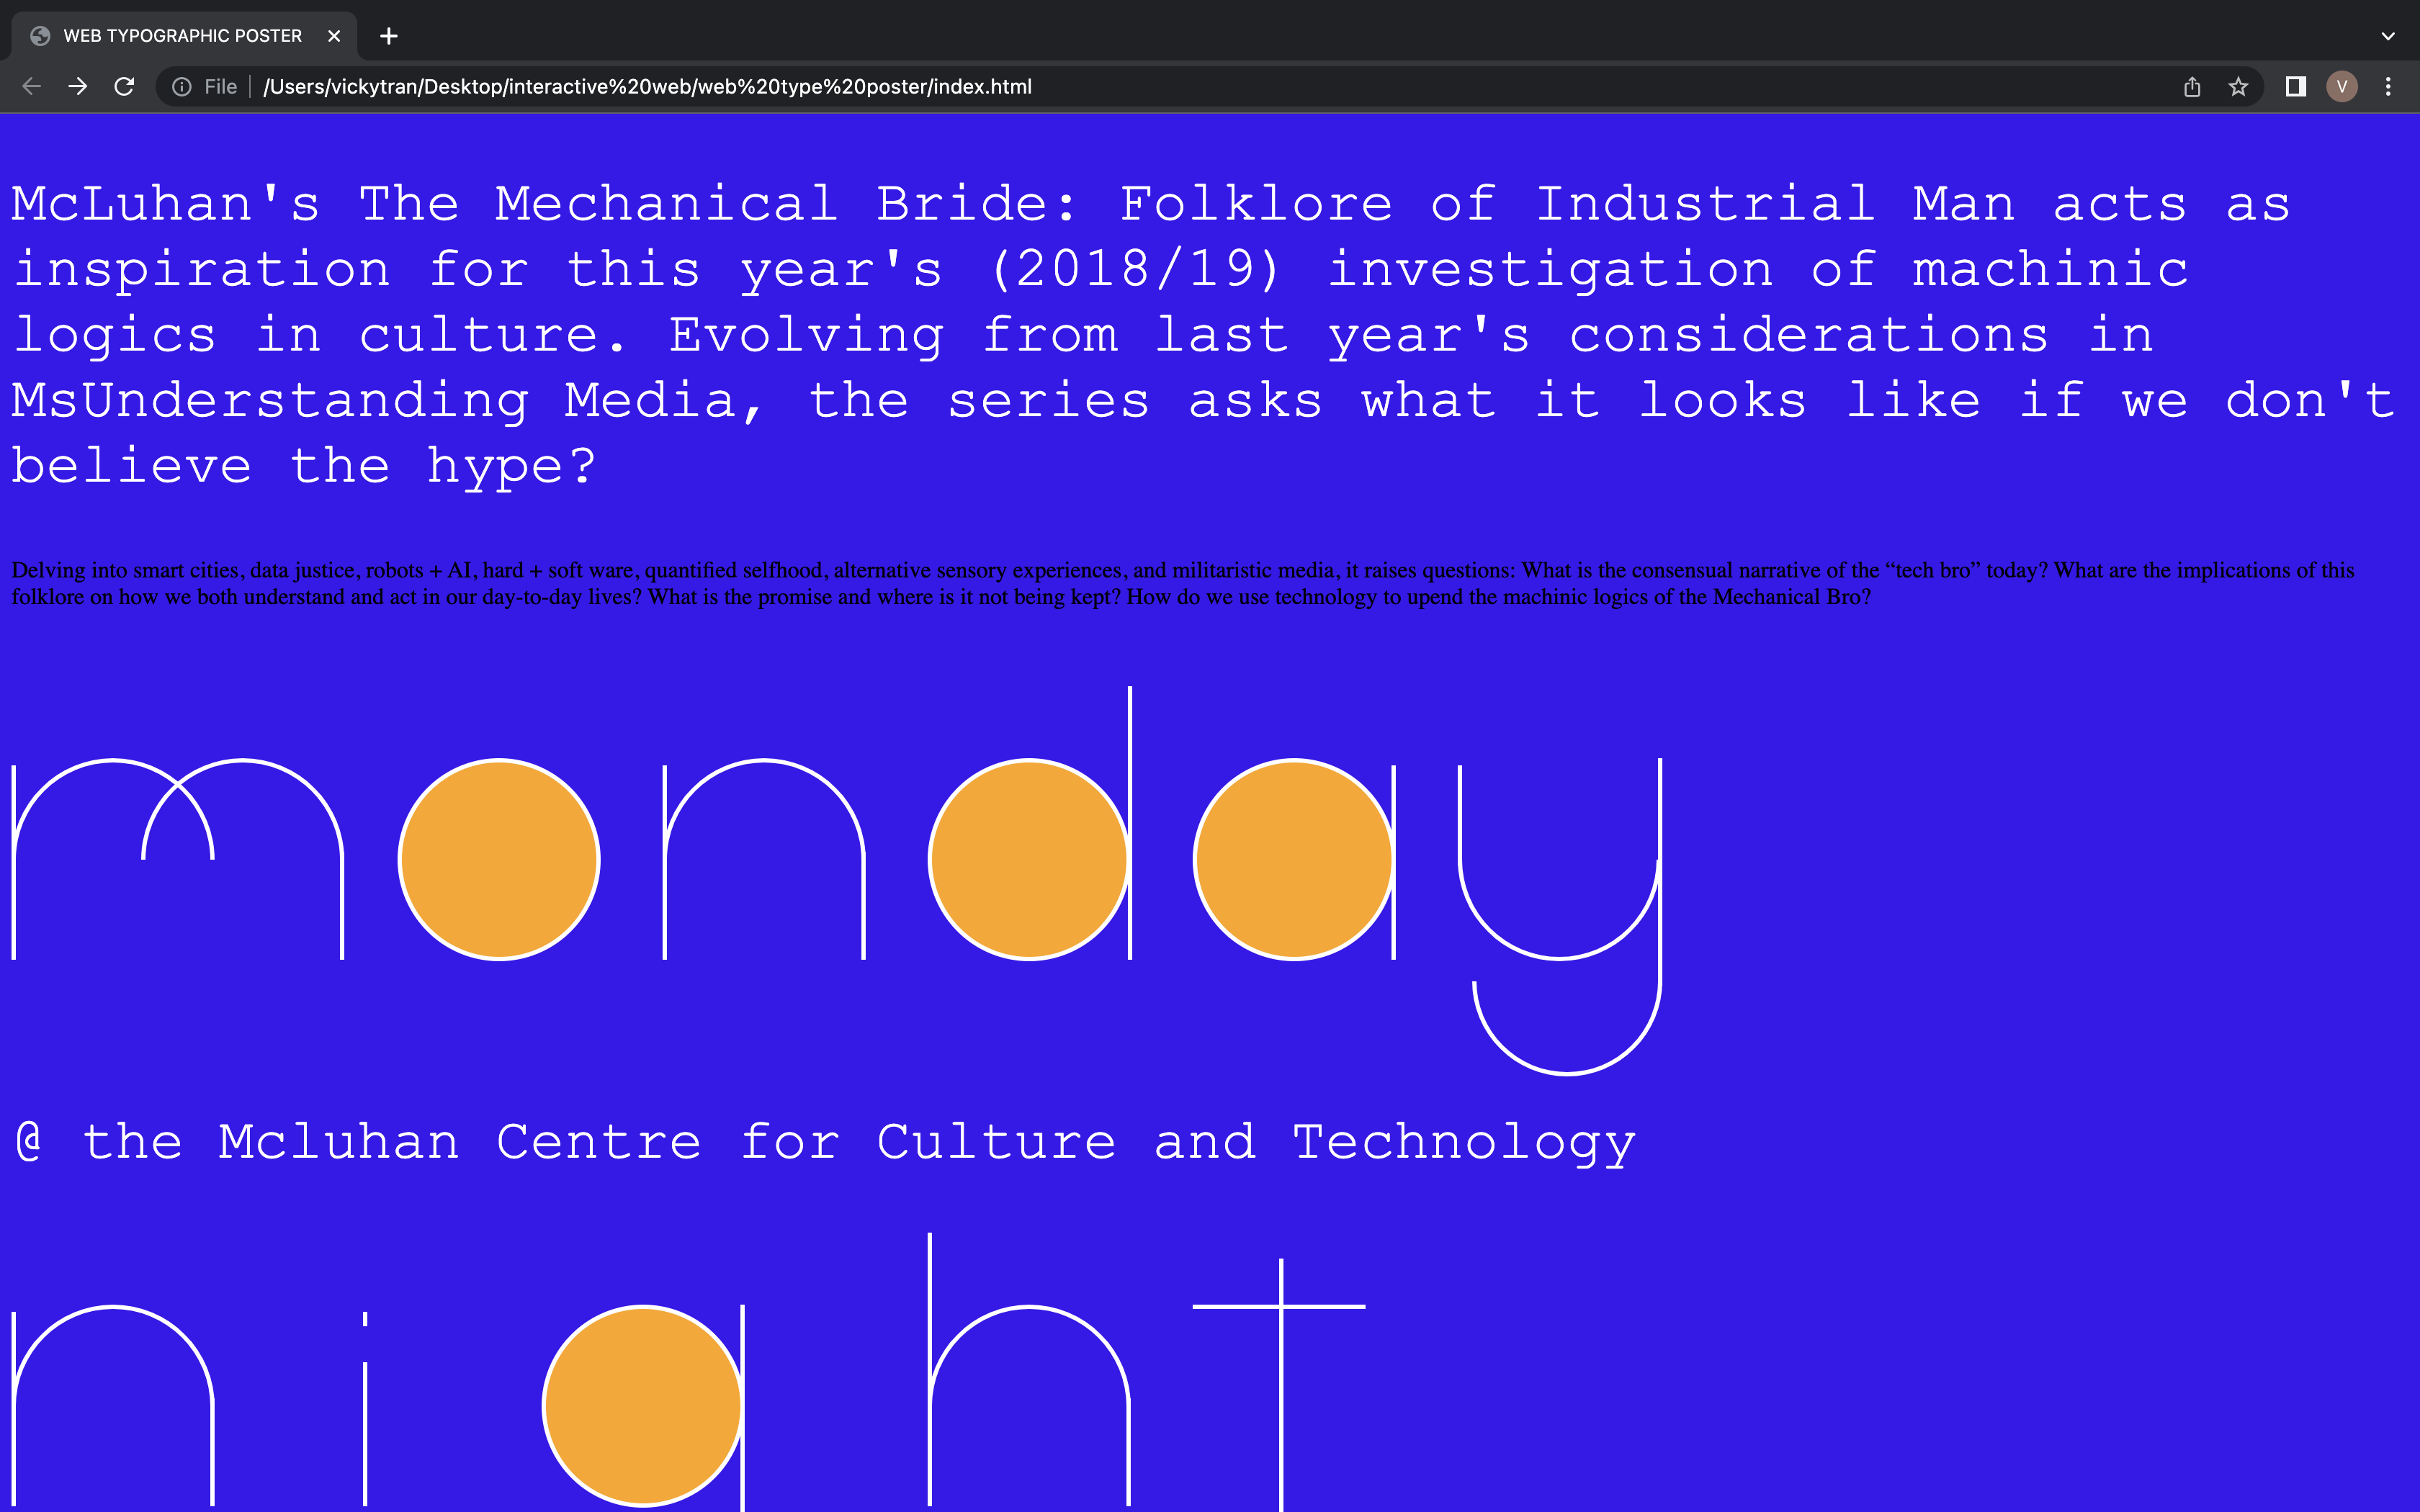 WEB TYPOGRAPHIC POSTER
File
/Users/vickytran/Desktop/interactive%20web/web%20type%20poster/index.html
V
McLuhan's The Mechanical Bride: Folklore of Industrial Man acts as
inspiration for this year's (2018/19) investigation of machinic
logics in culture. Evolving from last year's considerations in
MsUnderstanding Media, the series asks what it looks like if we don't
believe the hype?
Delving into smart cities, data justice, robots + AI, hard + soft ware, quantified selfhood, alternative sensory experiences, and militaristic media, it raises questions: What is the consensual narrative of the “tech bro” today? What are the implications of this
folklore on how we both understand and act in our day-to-day lives? What is the promise and where is it not being kept? How do we use technology to upend the machinic logics of the Mechanical Bro?
monday
@ the Mcluhan Centre for Culture and Technology
night